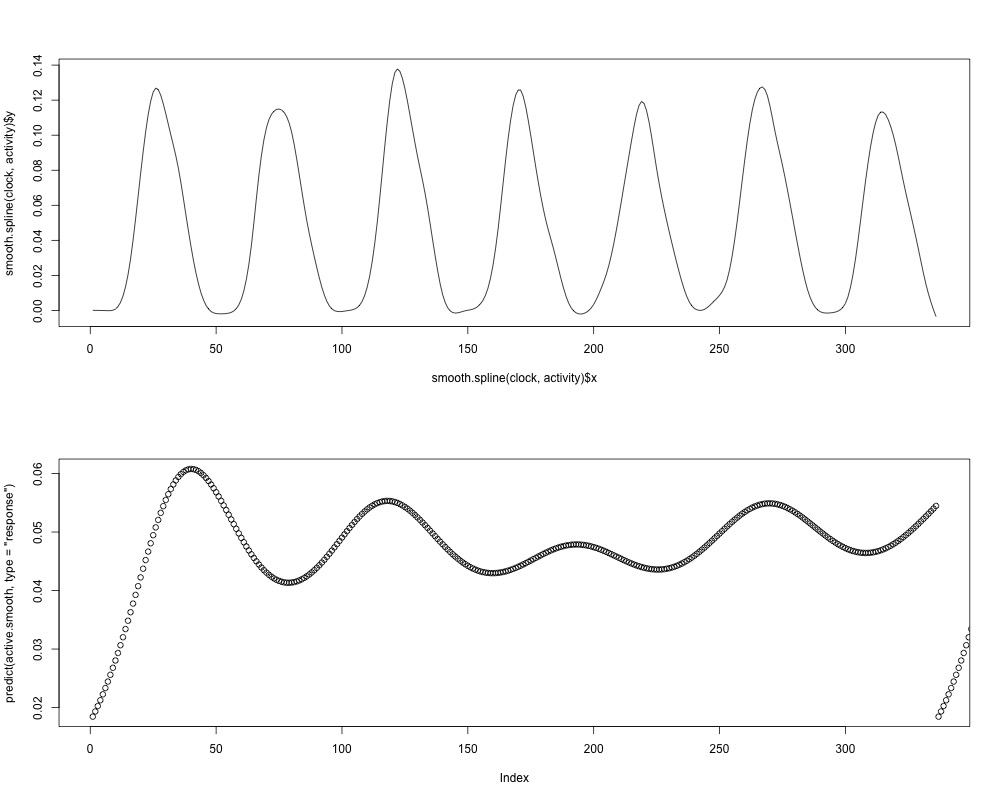 smooth.spline(clock, activity)$y
0.00 0.02 0.04 0.06 0.08 0.10 0.12 0.14
0 50 100 150 200 250 300
smooth.spline(clock, activity)$x
predict(active.smooth, type = "response")
0.02 0.03 0.04 0.05 0.06
0 50 100 150 200 250 300
Index